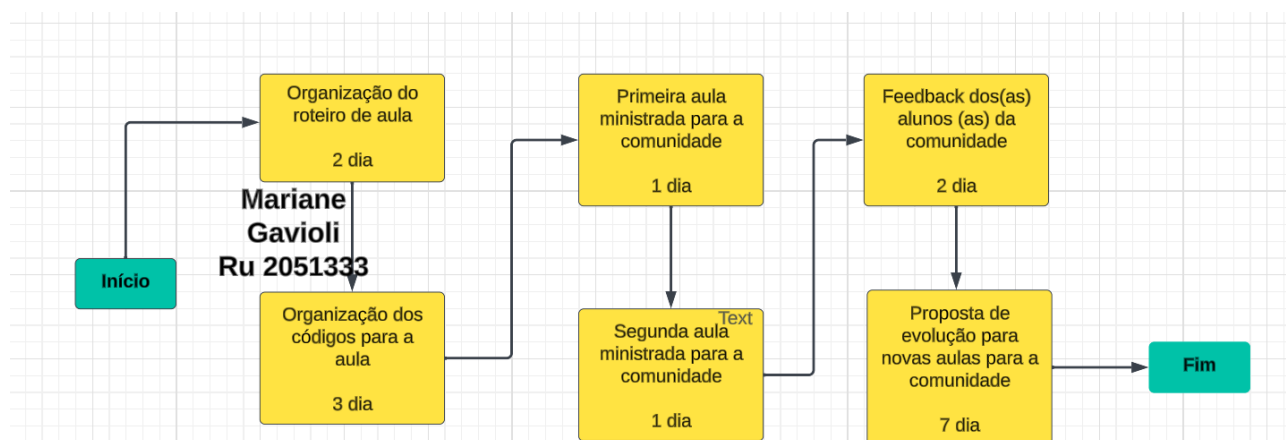 Início
Organização do
roteiro de aula
2 dia
Mariane
Gavioli
Ru 2051333
Organização dos
códigos para a
aula
3 dia
Primeira aula
ministrada para a
comunidade
1 dia
Text
Segunda aula
ministrada para a
comunidade
1 dia
Feedback dos(as)
alunos (as) da
comunidade
2 dia
Proposta de
evolução para
novas aulas para a
comunidade
7 dia
Fim